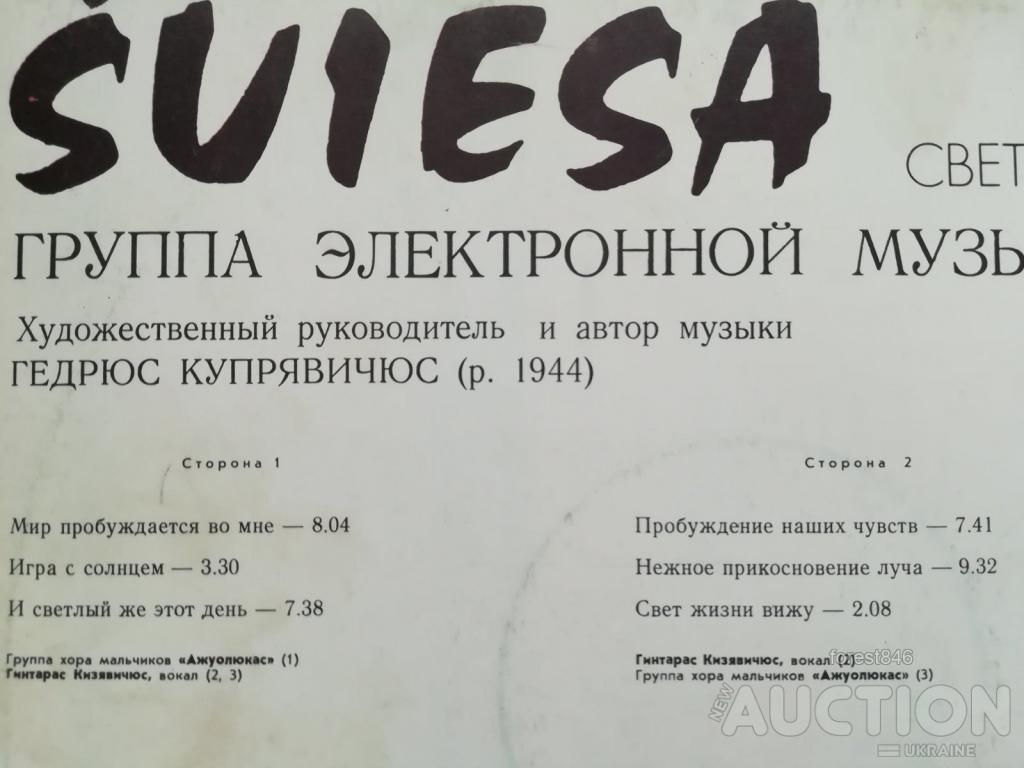 ŠVIESA
СВЕТ
ГРУППА ЭЛЕКТРОННОЙ МУЗЫ
Художественный руководитель и автор музыки
ГЕДРЮС КУПРЯВИЧЮС (р. 1944)
Сторона 1
Мир пробуждается во мне — 8.04
Игра с солнцем — 3.30
И светлый же этот день — 7.38
Группа хора мальчиков «Ажуолюкас» (1)
Гинтарас Кизявичюс, вокал (2, 3)
Сторона 2
Пробуждение наших чувств — 7.41
Нежное прикосновение луча — 9.32
Свет жизни вижу — 2.08
Гинтарас Кизявичюс, вокал (2)
Группа хора мальчиков «Ажуолюкас» (3)
forest846
NEW AUCTION
UKRAINE